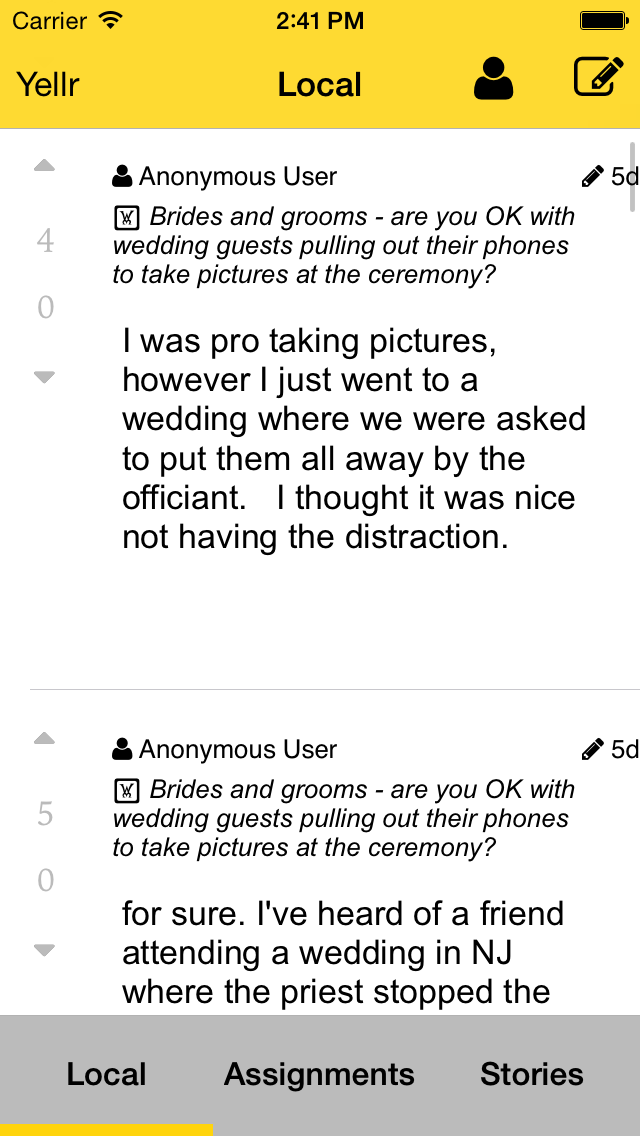 Carrier 2:41 PM
Yellr Local
Anonymous User 5d
Brides and grooms - are you OK with
wedding guests pulling out their phones
to take pictures at the ceremony?
4
0
I was pro taking pictures,
however I just went to a
wedding where we were asked
to put them all away by the
officiant.   I thought it was nice
not having the distraction.
Anonymous User 5d
Brides and grooms - are you OK with
wedding guests pulling out their phones
to take pictures at the ceremony?
5
0
for sure. I've heard of a friend
attending a wedding in NJ
where the priest stopped the
Local Assignments Stories